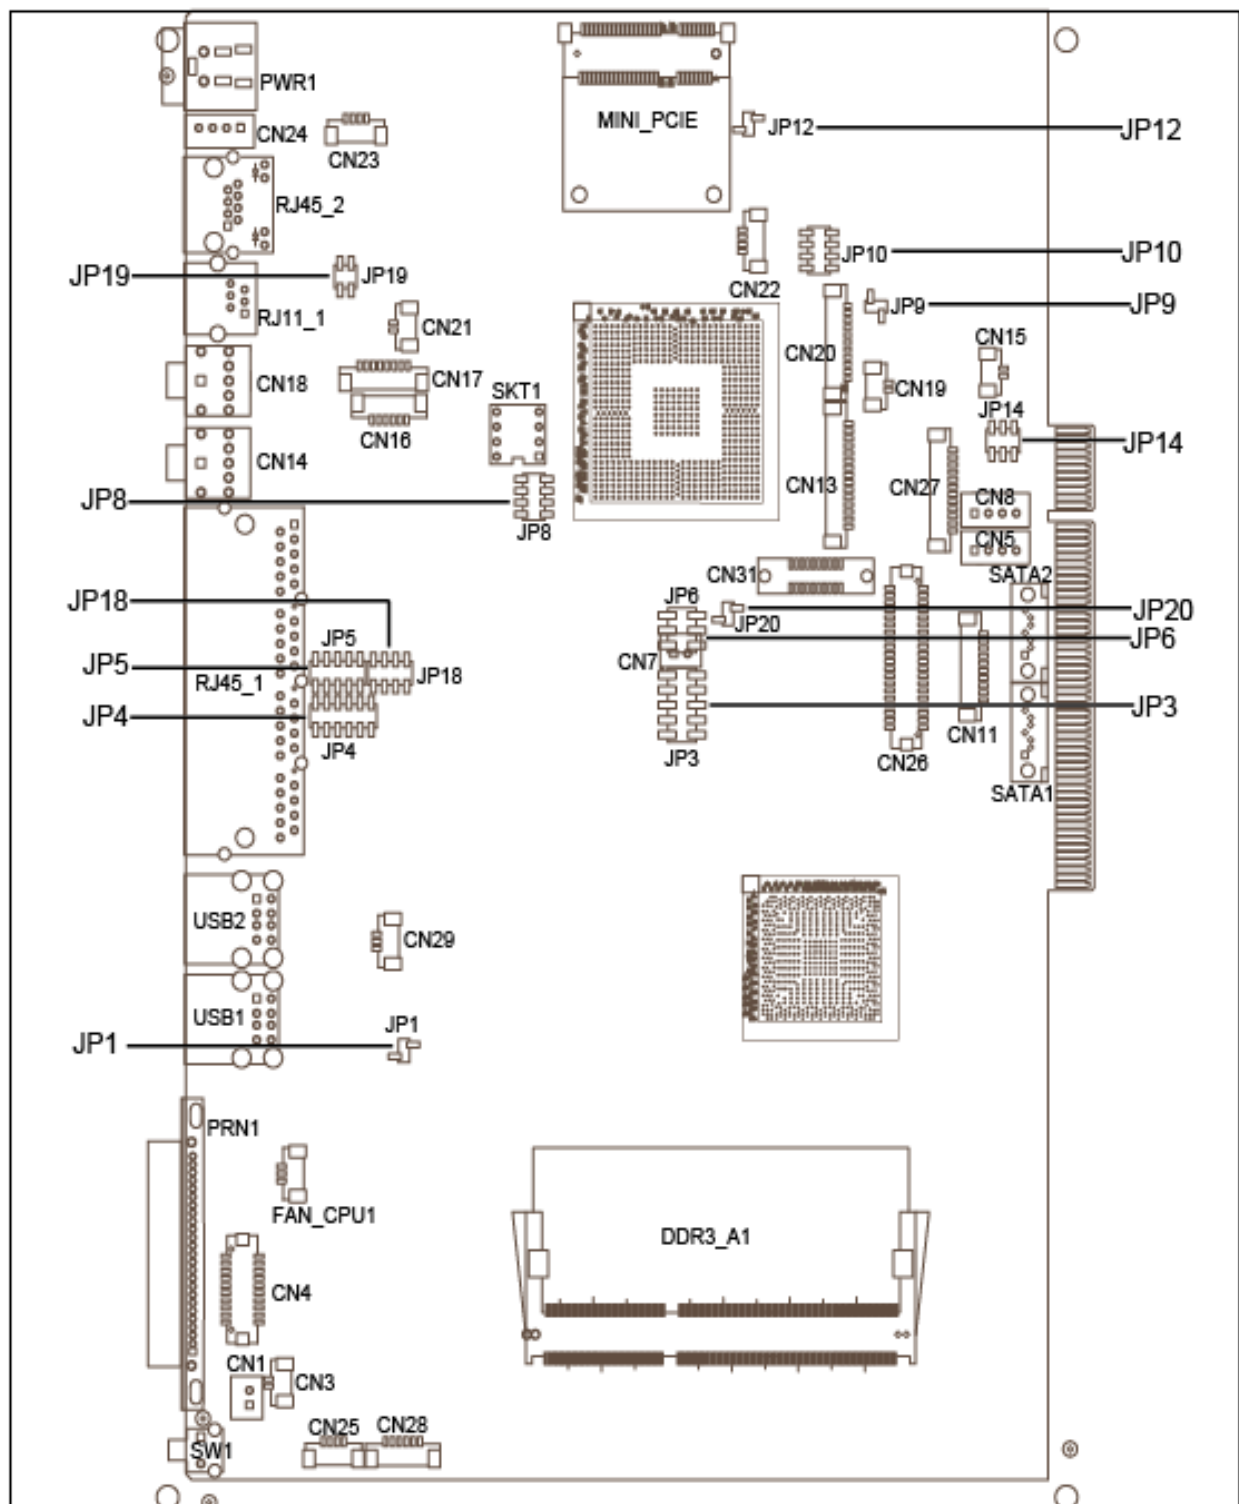 PWR1
MINI_PCIE
CN24
JP12
JP12
CN23
RJ45_2
JP10
JP10
JP19
JP19
CN22
JP9
JP9
RJ11_1
CN21
CN15
CN20
CN18
CN17
CN19
SKT1
JP14
CN16
JP14
CN14
CN13
CN27
CN8
JP8
JP8
CN5
CN31
SATA2
JP18
JP6
JP20
JP20
JP5
JP6
CN7
JP5
JP18
RJ45_1
JP4
JP3
CN11
JP4
JP3
CN26
SATA1
USB2
CN29
USB1
JP1
JP1
PRN1
FAN_CPU1
DDR3_A1
CN4
CN1
CN3
CN25
CN28
SW1